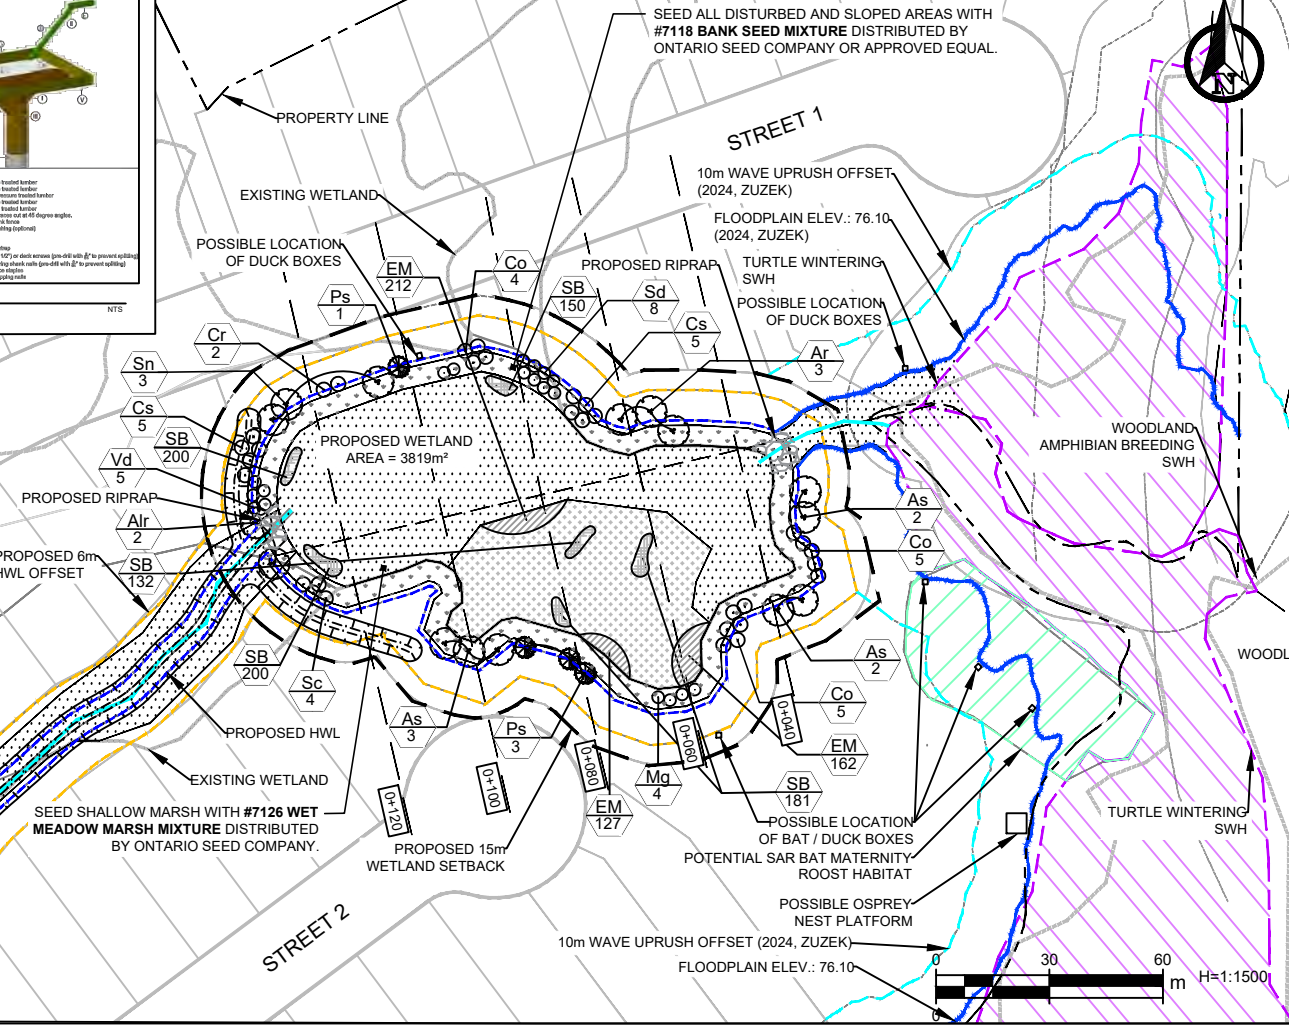 SEED ALL DISTURBED AND SLOPED AREAS WITH
#7118 BANK SEED MIXTURE DISTRIBUTED BY
ONTARIO SEED COMPANY OR APPROVED EQUAL.
N
PROPERTY LINE
STREET 1
10m WAVE UPRUSH OFFSET
(2024, ZUZEK)
FLOODPLAIN ELEV.: 76.10
(2024, ZUZEK)
TURTLE WINTERING
SWH
POSSIBLE LOCATION
OF DUCK BOXES
EXISTING WETLAND
POSSIBLE LOCATION
OF DUCK BOXES
NTS
EM
212
Co
4
PROPOSED RIPRAP
SB
150
Sd
8
Cs
5
Ar
3
Ps
1
Cr
2
Sn
3
Cs
5
SB
200
Vd
5
PROPOSED RIPRAP
Alr
2
PROPOSED 6m
HWL OFFSET
SB
132
PROPOSED WETLAND
AREA = 3819m²
WOODLAND
AMPHIBIAN BREEDING
SWH
As
2
Co
5
As
2
Co
5
EM
162
SB
181
SB
200
Sc
4
As
3
Ps
3
Mg
4
EM
127
0+040
0+060
0+080
0+100
0+120
PROPOSED HWL
EXISTING WETLAND
SEED SHALLOW MARSH WITH #7126 WET
MEADOW MARSH MIXTURE DISTRIBUTED
BY ONTARIO SEED COMPANY.
PROPOSED 15m
WETLAND SETBACK
POSSIBLE LOCATION
OF BAT / DUCK BOXES
POTENTIAL SAR BAT MATERNITY
ROOST HABITAT
POSSIBLE OSPREY
NEST PLATFORM
WOODL
TURTLE WINTERING
SWH
STREET 2
10m WAVE UPRUSH OFFSET (2024, ZUZEK)
FLOODPLAIN ELEV.: 76.10
0 30 60
m H=1:1500
0